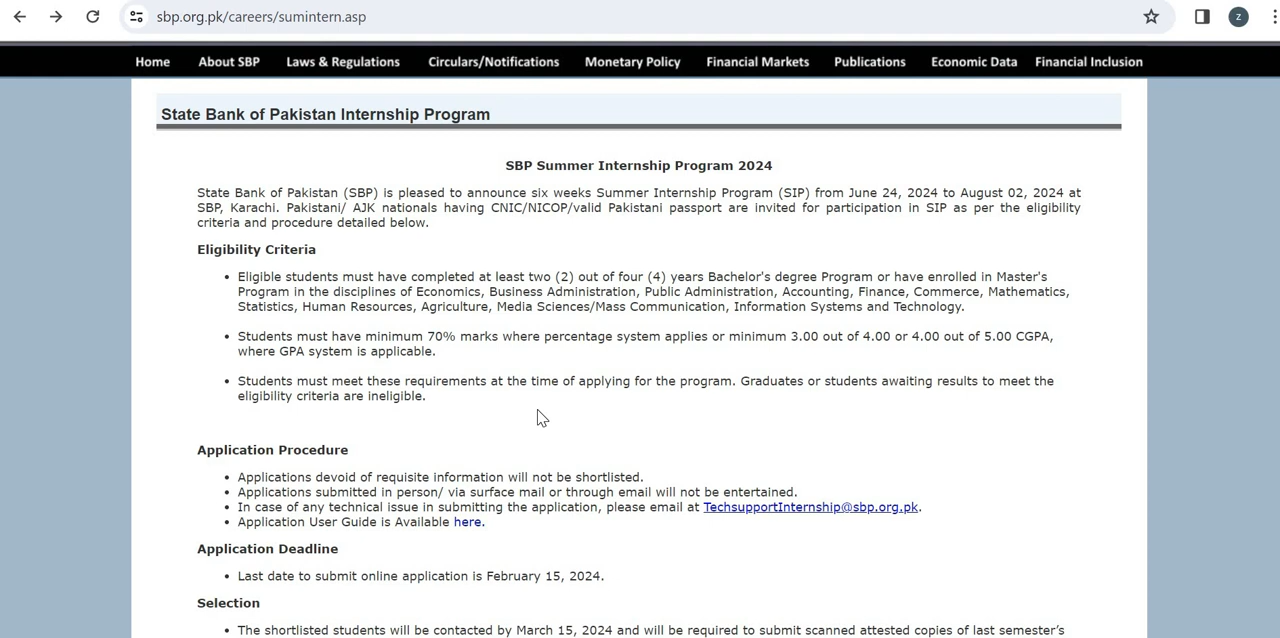 sbp.org.pk/careers/sumintern.asp
z
Home About SBP Laws & Regulations Circulars/Notifications Monetary Policy Financial Markets Publications Economic Data Financial Inclusion
State Bank of Pakistan Internship Program
SBP Summer Internship Program 2024
State Bank of Pakistan (SBP) is pleased to announce six weeks Summer Internship Program (SIP) from June 24, 2024 to August 02, 2024 at
SBP, Karachi. Pakistani/ AJK nationals having CNIC/NICOP/valid Pakistani passport are invited for participation in SIP as per the eligibility
criteria and procedure detailed below.
Eligibility Criteria
• Eligible students must have completed at least two (2) out of four (4) years Bachelor's degree Program or have enrolled in Master's
Program in the disciplines of Economics, Business Administration, Public Administration, Accounting, Finance, Commerce, Mathematics,
Statistics, Human Resources, Agriculture, Media Sciences/Mass Communication, Information Systems and Technology.
• Students must have minimum 70% marks where percentage system applies or minimum 3.00 out of 4.00 or 4.00 out of 5.00 CGPA,
where GPA system is applicable.
• Students must meet these requirements at the time of applying for the program. Graduates or students awaiting results to meet the
eligibility criteria are ineligible.
Application Procedure
• Applications devoid of requisite information will not be shortlisted.
• Applications submitted in person/ via surface mail or through email will not be entertained.
• In case of any technical issue in submitting the application, please email at TechsupportInternship@sbp.org.pk.
• Application User Guide is Available here.
Application Deadline
• Last date to submit online application is February 15, 2024.
Selection
• The shortlisted students will be contacted by March 15, 2024 and will be required to submit scanned attested copies of last semester's